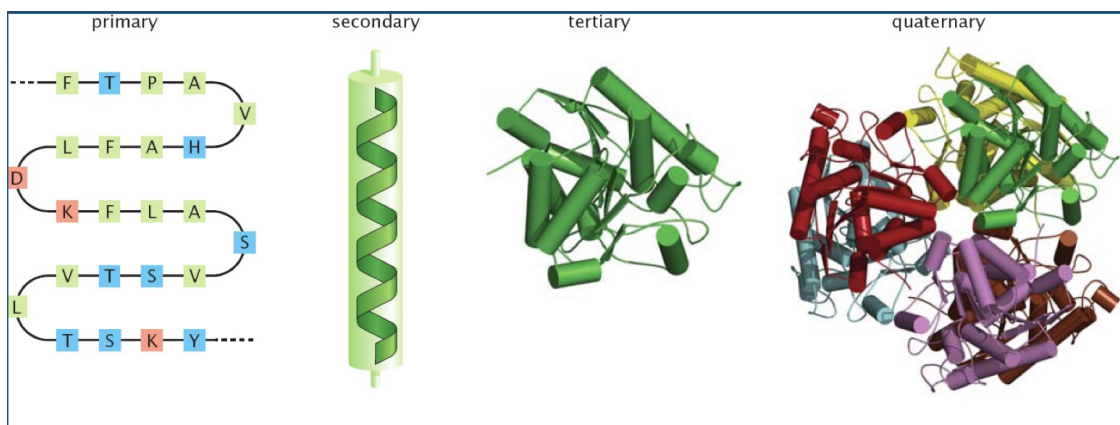 primary secondary tertiary quaternary
F T P A
V
L F A H
D
K F L A
S
V T S V
L
T S K Y